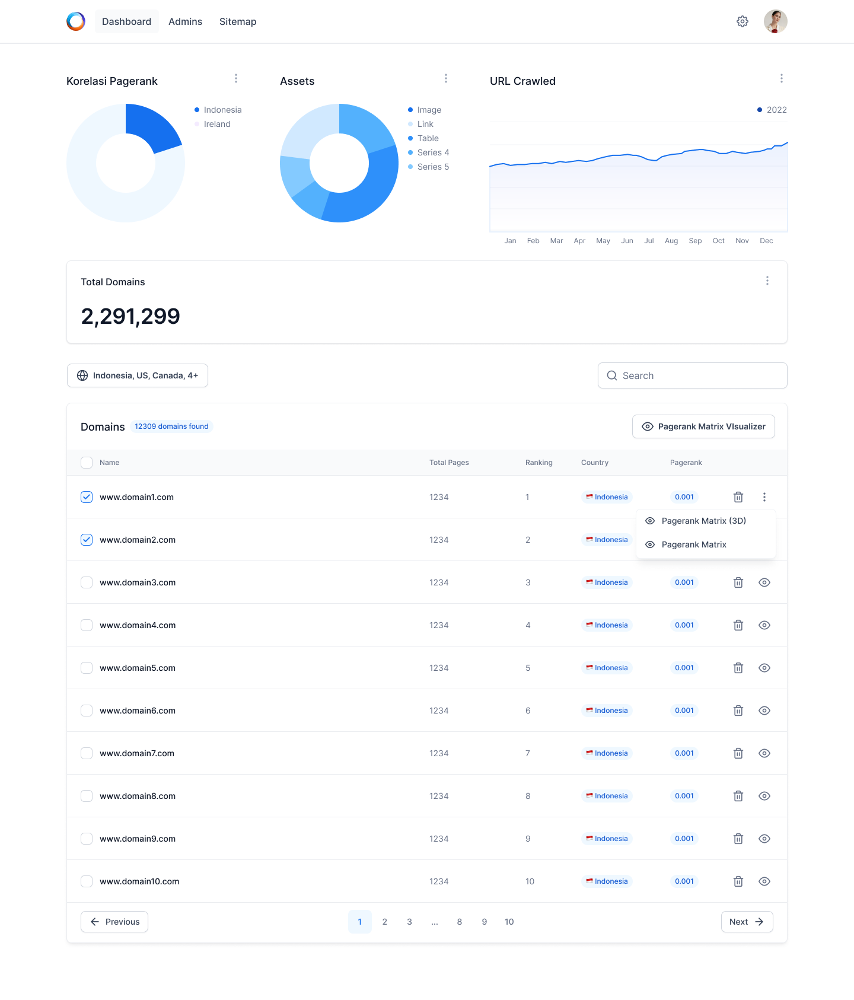 Dashboard Admins Sitemap
Korelasi Pagerank
Indonesia
Ireland
Assets
Image
Link
Table
Series 4
Series 5
URL Crawled
2022
Jan Feb Mar Apr May Jun Jul Aug Sep Oct Nov Dec
Total Domains
2,291,299
Indonesia, US, Canada, 4+
Search
Domains 12309 domains found
Pagerank Matrix VIsualizer
Name Total Pages Ranking Country Pagerank
www.domain1.com 1234 1 Indonesia 0.001
Pagerank Matrix (3D)
www.domain2.com 1234 2 Indonesia
Pagerank Matrix
www.domain3.com 1234 3 Indonesia 0.001
www.domain4.com 1234 4 Indonesia 0.001
www.domain5.com 1234 5 Indonesia 0.001
www.domain6.com 1234 6 Indonesia 0.001
www.domain7.com 1234 7 Indonesia 0.001
www.domain8.com 1234 8 Indonesia 0.001
www.domain9.com 1234 9 Indonesia 0.001
www.domain10.com 1234 10 Indonesia 0.001
Previous 1 2 3 ... 8 9 10 Next